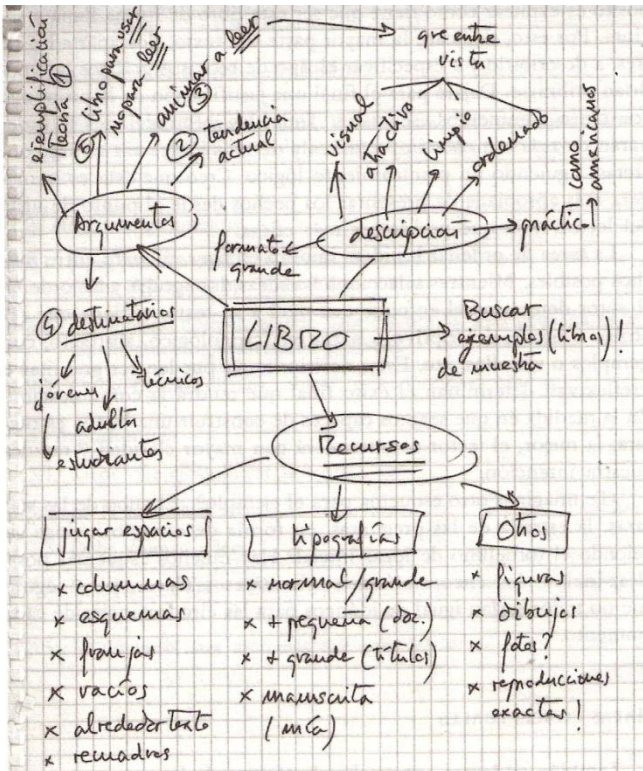 ejemplificación
teoría ①
⑤ libro para usar
no para leer
animar a leer
③
② tendencia
actual
que entre
vista
visual
atractivo
limpio
ordenado
como
americanos
Argumentos
descripción
práctico
formato
grande
④ destinatarios
LIBRO
Buscar
ejemplos (libros)!
de muestra
jóvenes
técnicos
adultos
estudiantes
Recursos
jugar espacios
tipografías
Otros
x columnas
x esquemas
x franjas
x vacíos
x alrededor texto
x recuadros
x normal/grande
x + pequeña (doc.)
x + grande (títulos)
x manuscrita
(mía)
x figuras
x dibujos
x fotos?
x reproducciones
exactas!